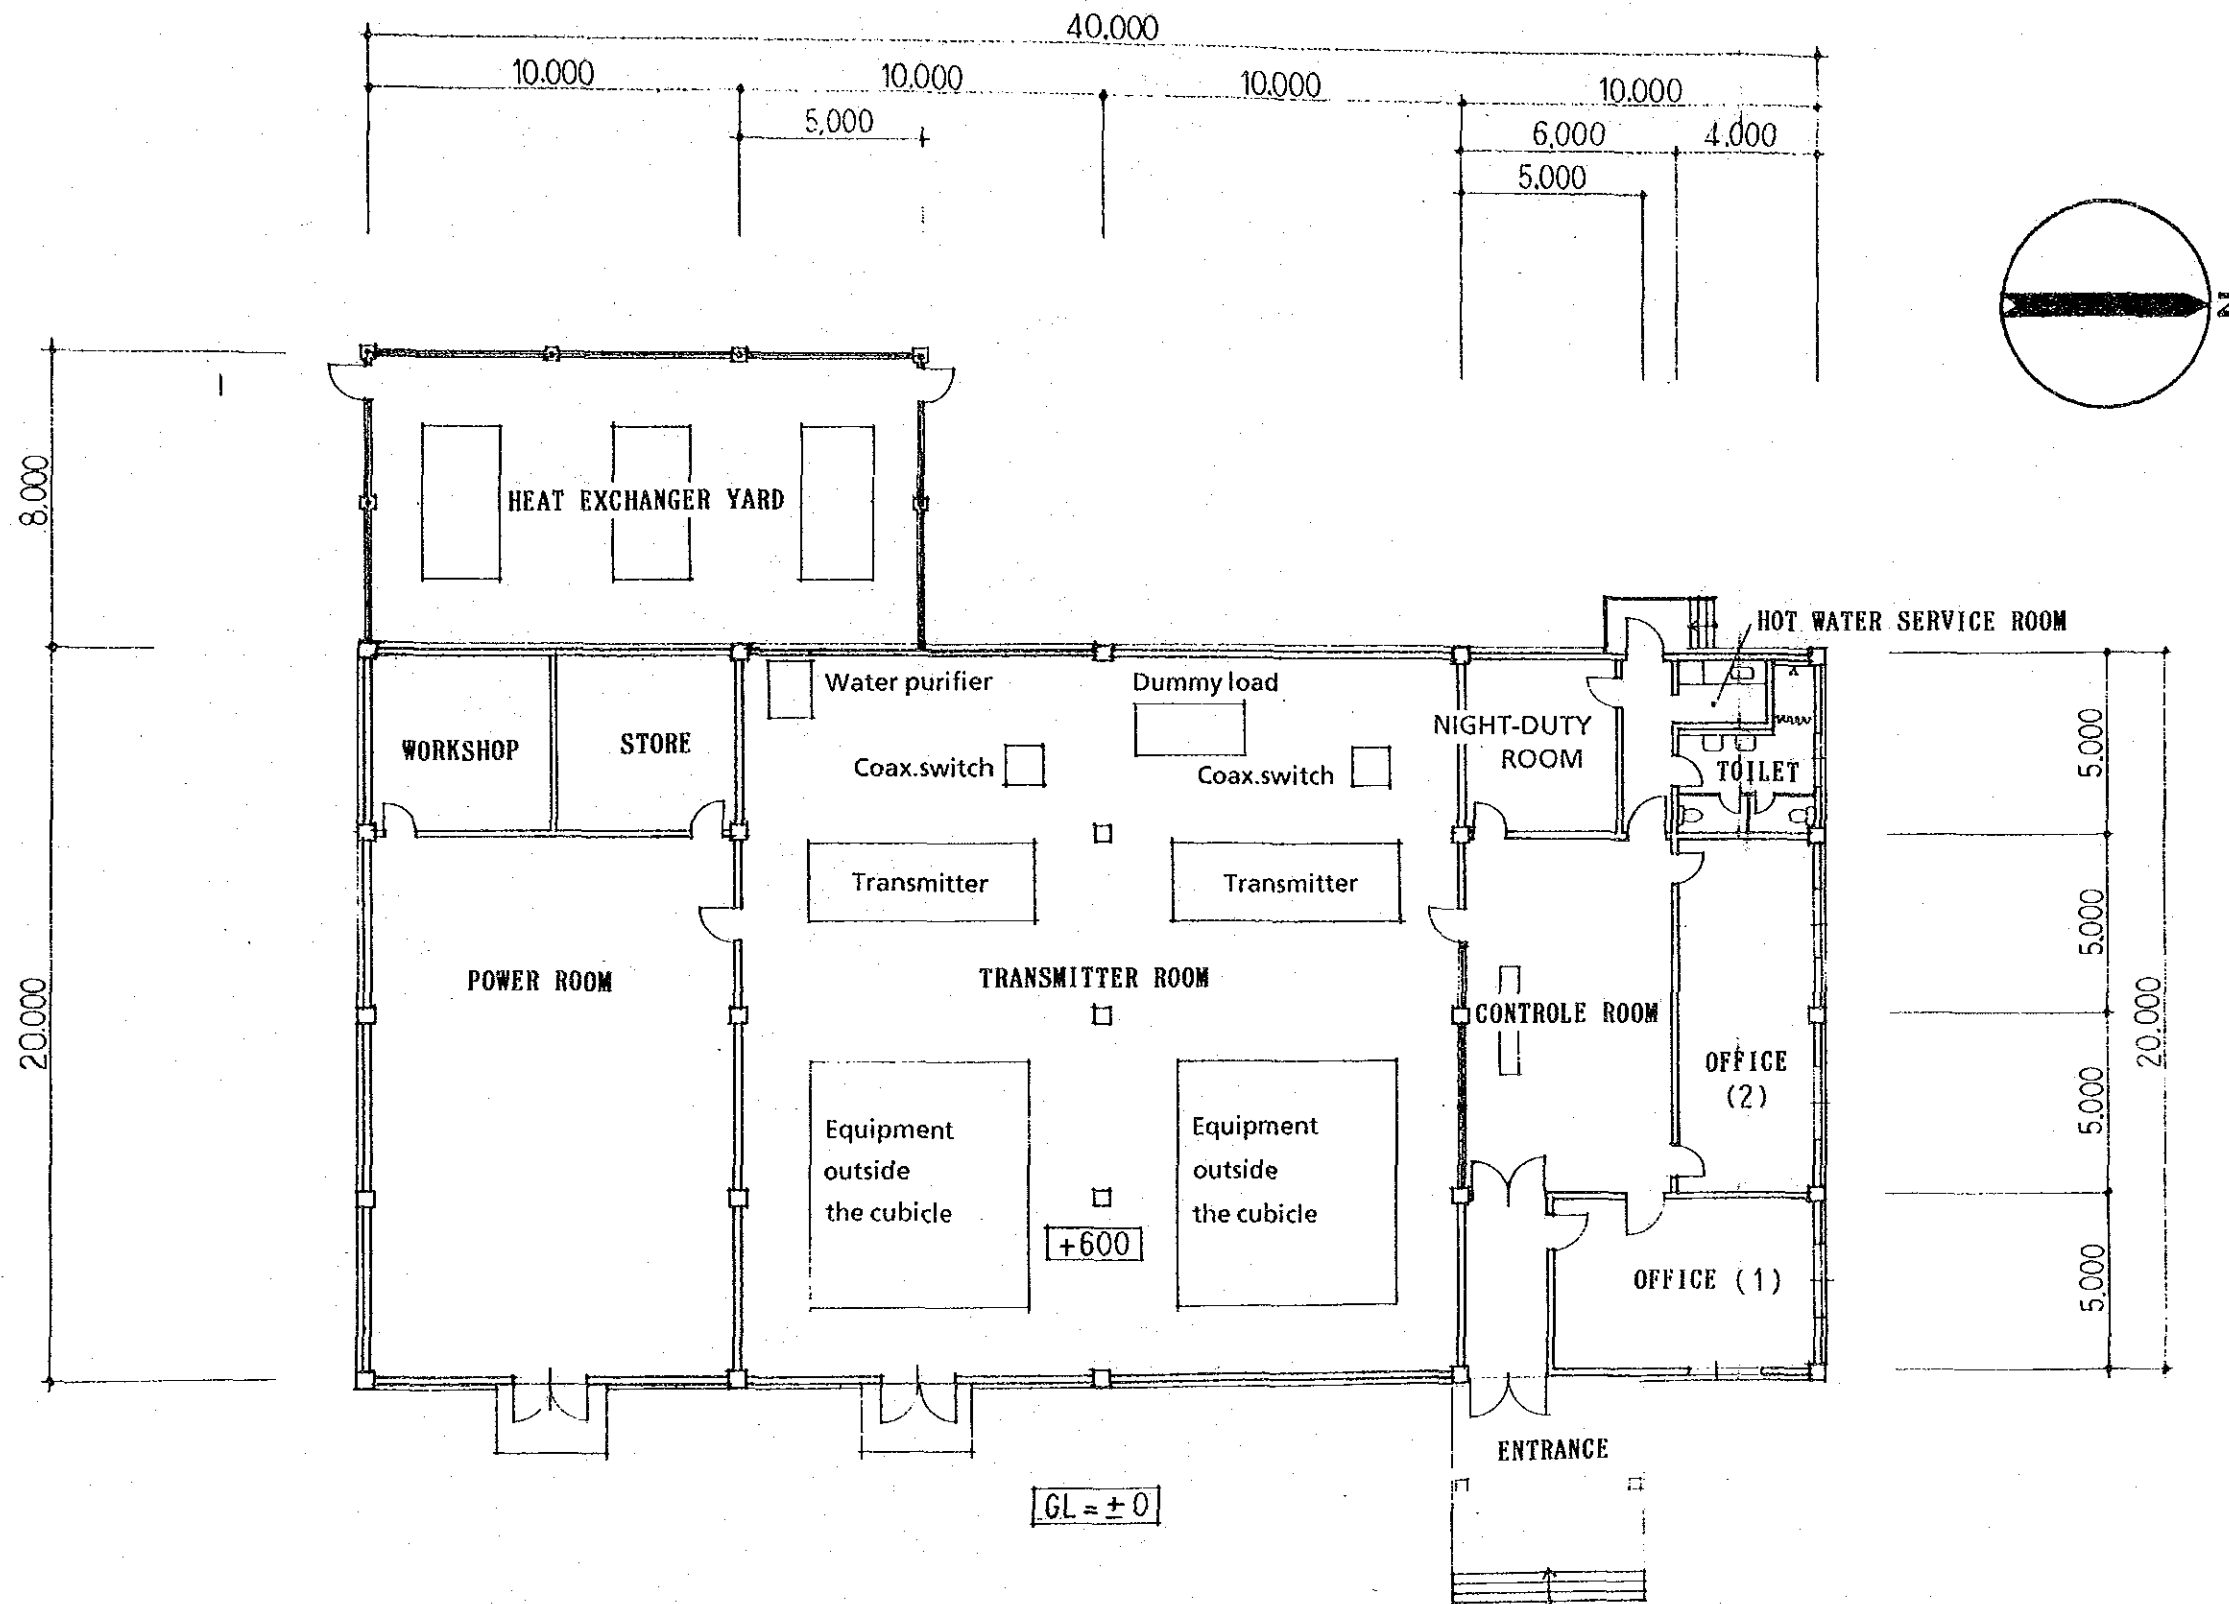 40,000
10,000
10,000
10,000
10,000
5,000
6,000
4,000
5,000
N
8,000
HEAT EXCHANGER YARD
HOT WATER SERVICE ROOM
Water purifier
Dummy load
NIGHT-DUTY
ROOM
WORKSHOP
STORE
Coax.switch
Coax.switch
TOILET
5,000
Transmitter
Transmitter
5,000
POWER ROOM
TRANSMITTER ROOM
CONTROLE ROOM
20,000
20,000
OFFICE
(2)
5,000
Equipment
outside
the cubicle
Equipment
outside
the cubicle
+600
OFFICE (1)
5,000
ENTRANCE
GL = ± 0